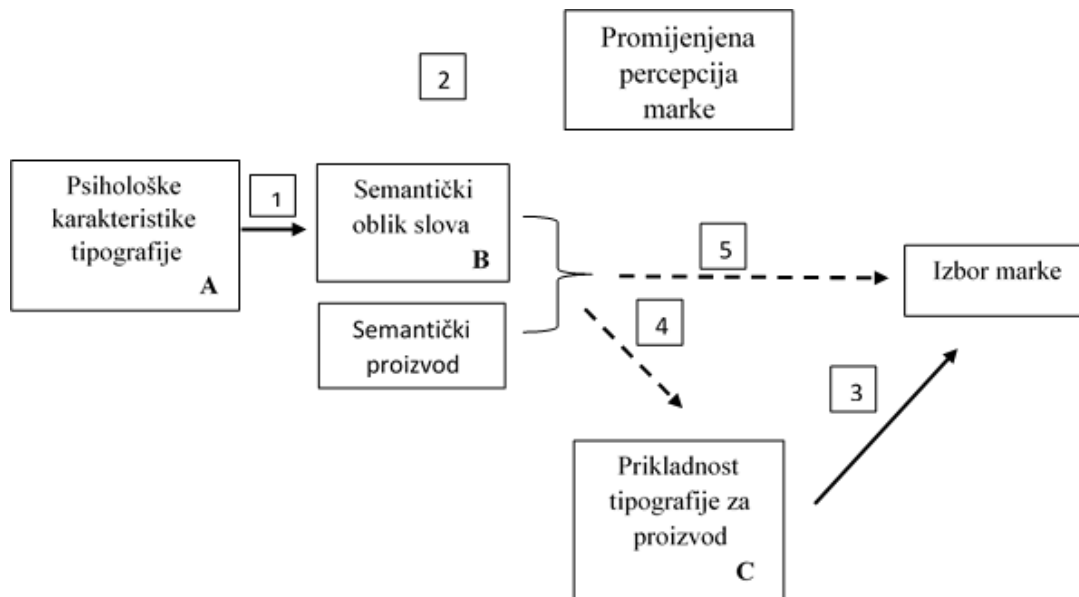 Promijenjena
percepcija
marke
2
Psihološke
karakteristike
tipografije
A
1
Semantički
oblik slova
B
Semantički
proizvod
5
4
Izbor marke
3
Prikladnost
tipografije za
proizvod
C